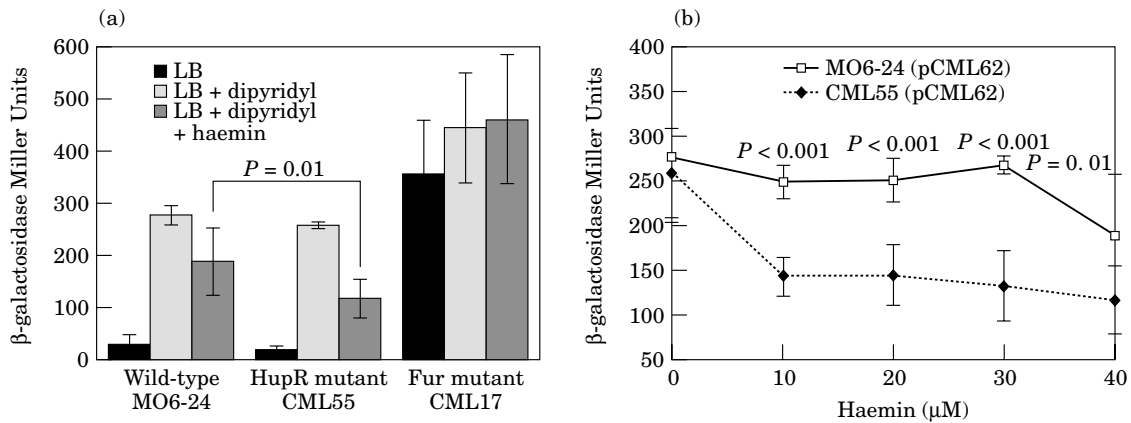 (a)
600
500
400
300
200
100
0
β-galactosidase Miller Units
LB
LB + dipyridyl
LB + dipyridyl
+ haemin
P = 0.01
Wild-type
MO6-24
HupR mutant
CML55
Fur mutant
CML17
(b)
400
350
300
250
200
150
100
50
β-galactosidase Miller Units
MO6-24 (pCML62)
CML55 (pCML62)
P < 0.001
P < 0.001
P < 0.001
P = 0. 01
0 10 20 30 40
Haemin (μM)